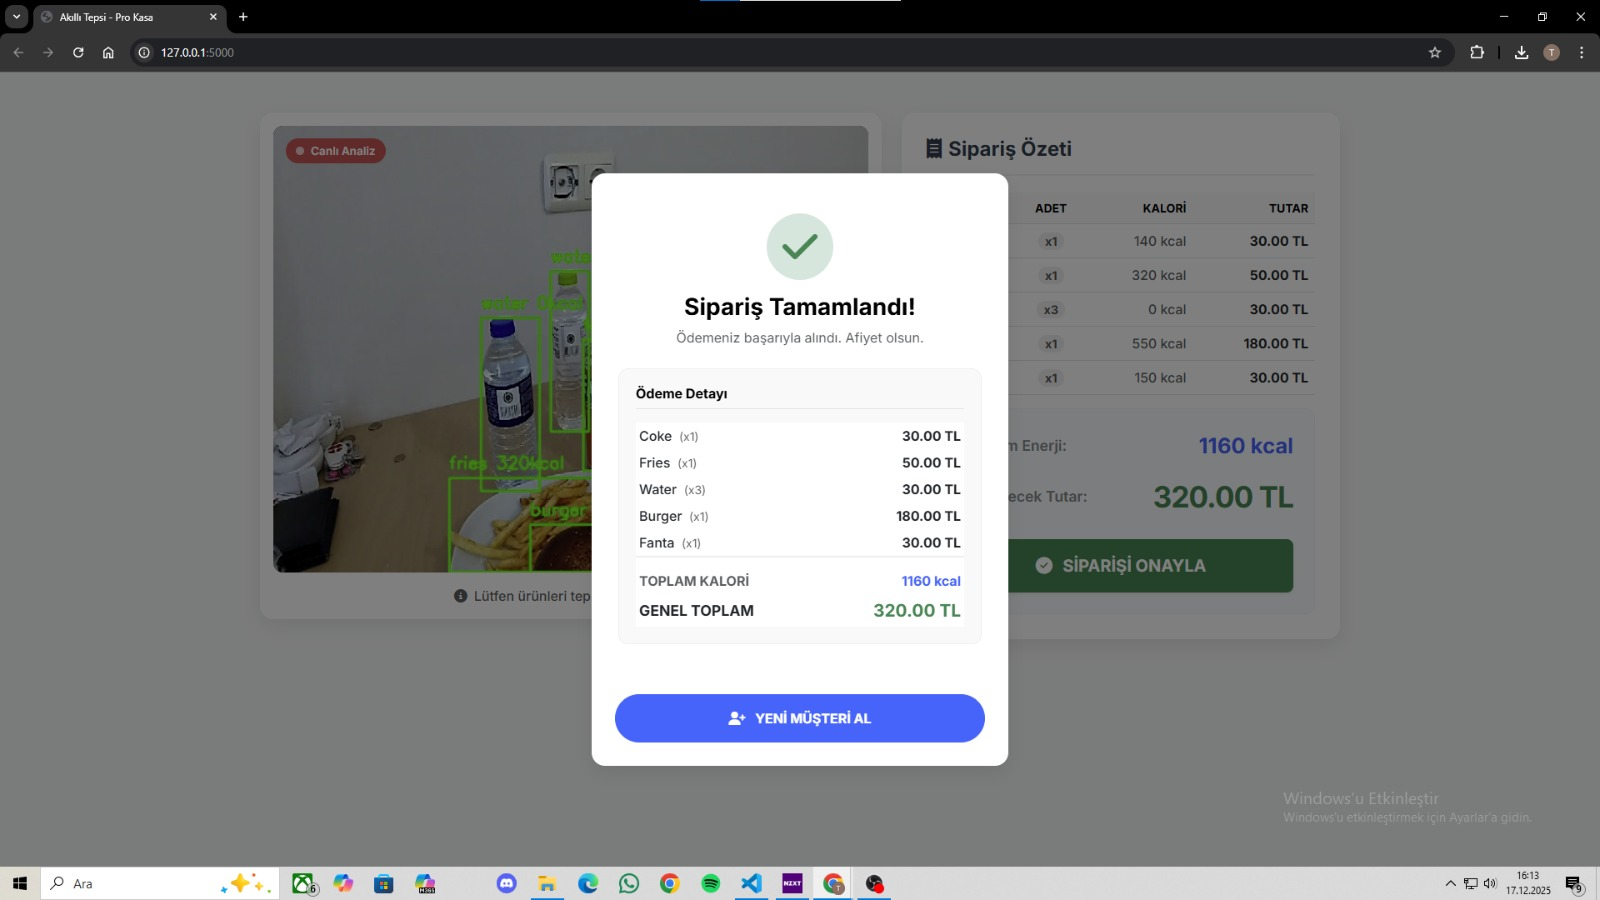 Akıllı Tepsi - Pro Kasa
127.0.0.1:5000
T
Canlı Analiz
water
fries 320kcal
burger
Lütfen ürünleri tep
Sipariş Özeti
ADET KALORİ TUTAR
x1 140 kcal 30.00 TL
x1 320 kcal 50.00 TL
x3 0 kcal 30.00 TL
x1 550 kcal 180.00 TL
x1 150 kcal 30.00 TL
m Enerji: 1160 kcal
ecek Tutar: 320.00 TL
SİPARİŞİ ONAYLA
Sipariş Tamamlandı!
Ödemeniz başarıyla alındı. Afiyet olsun.
Ödeme Detayı
Coke (x1) 30.00 TL
Fries (x1) 50.00 TL
Water (x3) 30.00 TL
Burger (x1) 180.00 TL
Fanta (x1) 30.00 TL
TOPLAM KALORİ 1160 kcal
GENEL TOPLAM 320.00 TL
YENİ MÜŞTERİ AL
Windows'u Etkinleştir
Windows'u etkinleştirmek için Ayarlar'a gidin.
Ara
6
M365
NZXT
T
16:13
17.12.2025
9